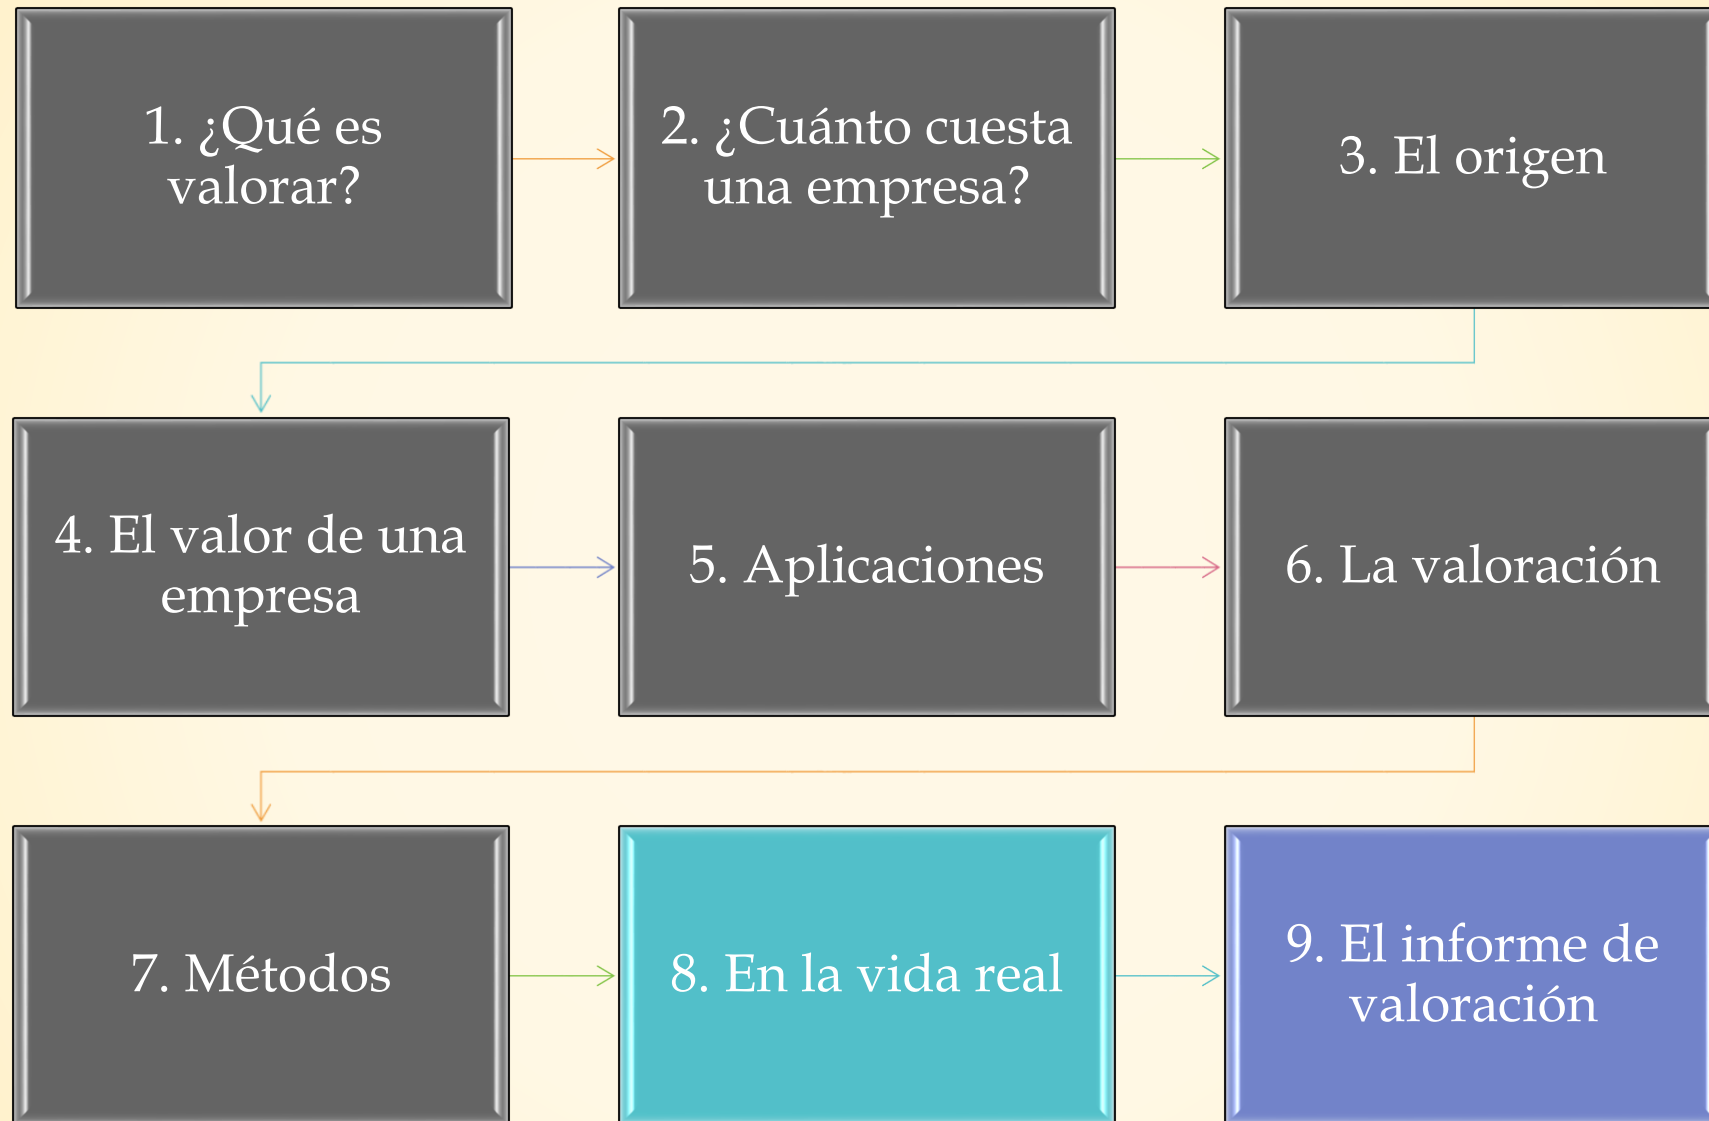 1. ¿Qué es
valorar?
2. ¿Cuánto cuesta
una empresa?
3. El origen
4. El valor de una
empresa
5. Aplicaciones
6. La valoración
7. Métodos
8. En la vida real
9. El informe de
valoración